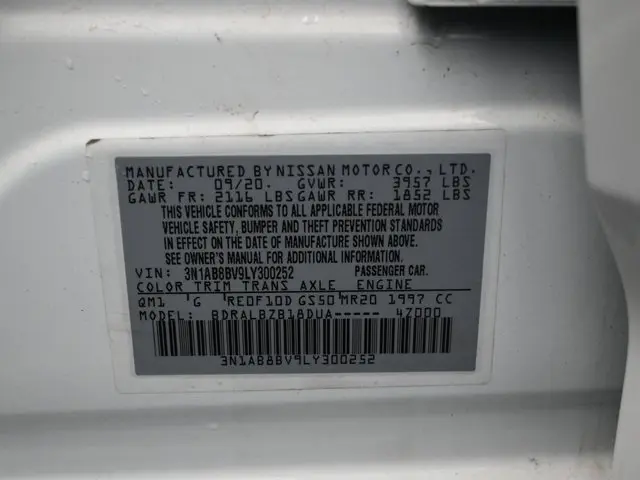 MANUFACTURED BY NISSAN MOTOR CO., LTD.
DATE: 09/20. GVWR: 3957 LBS
GAWR FR: 2116 LBS GAWR RR: 1852 LBS
THIS VEHICLE CONFORMS TO ALL APPLICABLE FEDERAL MOTOR
VEHICLE SAFETY, BUMPER AND THEFT PREVENTION STANDARDS
IN EFFECT ON THE DATE OF MANUFACTURE SHOWN ABOVE.
SEE OWNER'S MANUAL FOR ADDITIONAL INFORMATION.
VIN: 3N1AB8BV9LY300252 PASSENGER CAR.
COLOR TRIM TRANS AXLE ENGINE
QM1 G RE0F10D GS50 MR20 1997 CC
MODEL: BDRALBZB18DUA----- 4Z000
3N1AB8BV9LY300252